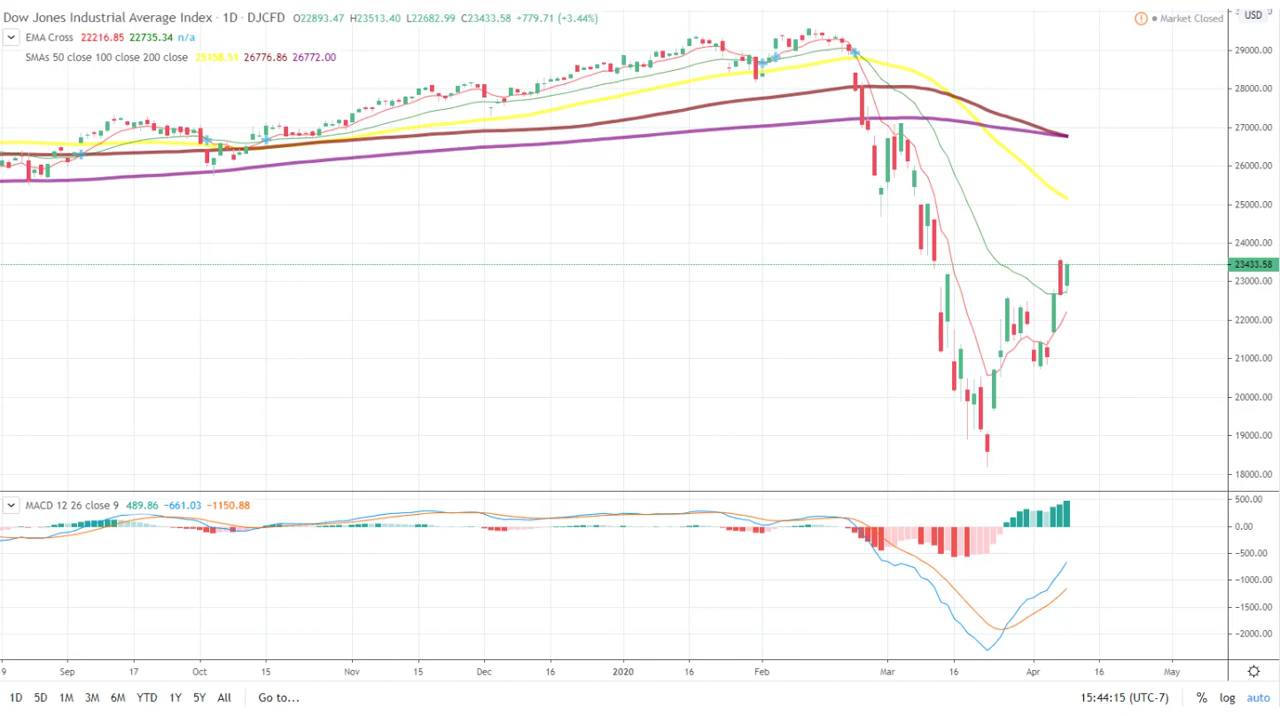 Dow Jones Industrial Average Index · 1D · DJCFD O22893.47 H23513.40 L22682.99 C23433.58 +779.71 (+3.44%)
Market Closed
USD
EMA Cross 22216.85 22735.34 n/a
SMAs 50 close 100 close 200 close 25158.51 26776.86 26772.00
29000.00
28000.00
27000.00
26000.00
25000.00
24000.00
23433.58
23000.00
22000.00
21000.00
20000.00
19000.00
18000.00
MACD 12 26 close 9 489.86 −661.03 −1150.88
500.00
0.00
−500.00
−1000.00
−1500.00
−2000.00
9 Sep 17 Oct 15 Nov 15 Dec 16 2020 16 Feb Mar 16 Apr 16 May
1D 5D 1M 3M 6M YTD 1Y 5Y All Go to... 15:44:15 (UTC-7) % log auto